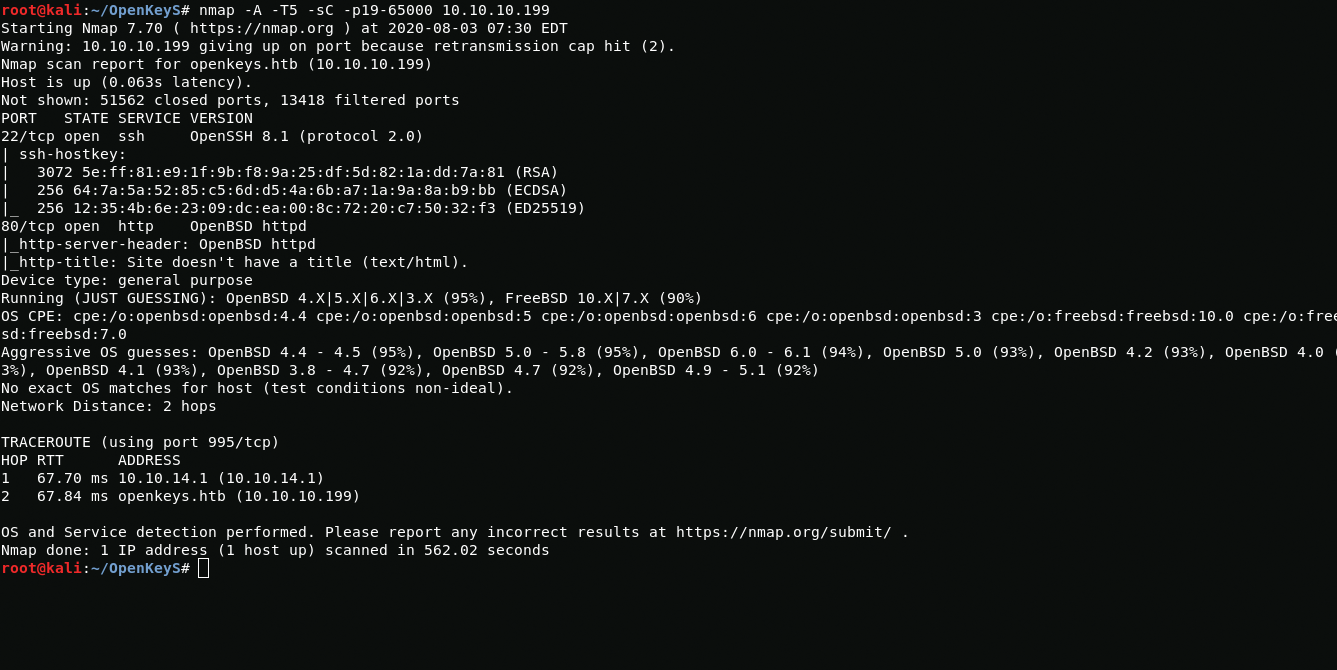 root@kali:~/OpenKeyS# nmap -A -T5 -sC -p19-65000 10.10.10.199
Starting Nmap 7.70 ( https://nmap.org ) at 2020-08-03 07:30 EDT
Warning: 10.10.10.199 giving up on port because retransmission cap hit (2).
Nmap scan report for openkeys.htb (10.10.10.199)
Host is up (0.063s latency).
Not shown: 51562 closed ports, 13418 filtered ports
PORT   STATE SERVICE VERSION
22/tcp open  ssh     OpenSSH 8.1 (protocol 2.0)
| ssh-hostkey:
|   3072 5e:ff:81:e9:1f:9b:f8:9a:25:df:5d:82:1a:dd:7a:81 (RSA)
|   256 64:7a:5a:52:85:c5:6d:d5:4a:6b:a7:1a:9a:8a:b9:bb (ECDSA)
|_  256 12:35:4b:6e:23:09:dc:ea:00:8c:72:20:c7:50:32:f3 (ED25519)
80/tcp open  http    OpenBSD httpd
|_http-server-header: OpenBSD httpd
|_http-title: Site doesn't have a title (text/html).
Device type: general purpose
Running (JUST GUESSING): OpenBSD 4.X|5.X|6.X|3.X (95%), FreeBSD 10.X|7.X (90%)
OS CPE: cpe:/o:openbsd:openbsd:4.4 cpe:/o:openbsd:openbsd:5 cpe:/o:openbsd:openbsd:6 cpe:/o:openbsd:openbsd:3 cpe:/o:freebsd:freebsd:10.0 cpe:/o:free
sd:freebsd:7.0
Aggressive OS guesses: OpenBSD 4.4 - 4.5 (95%), OpenBSD 5.0 - 5.8 (95%), OpenBSD 6.0 - 6.1 (94%), OpenBSD 5.0 (93%), OpenBSD 4.2 (93%), OpenBSD 4.0 (
3%), OpenBSD 4.1 (93%), OpenBSD 3.8 - 4.7 (92%), OpenBSD 4.7 (92%), OpenBSD 4.9 - 5.1 (92%)
No exact OS matches for host (test conditions non-ideal).
Network Distance: 2 hops
TRACEROUTE (using port 995/tcp)
HOP RTT      ADDRESS
1   67.70 ms 10.10.14.1 (10.10.14.1)
2   67.84 ms openkeys.htb (10.10.10.199)
OS and Service detection performed. Please report any incorrect results at https://nmap.org/submit/ .
Nmap done: 1 IP address (1 host up) scanned in 562.02 seconds
root@kali:~/OpenKeyS#